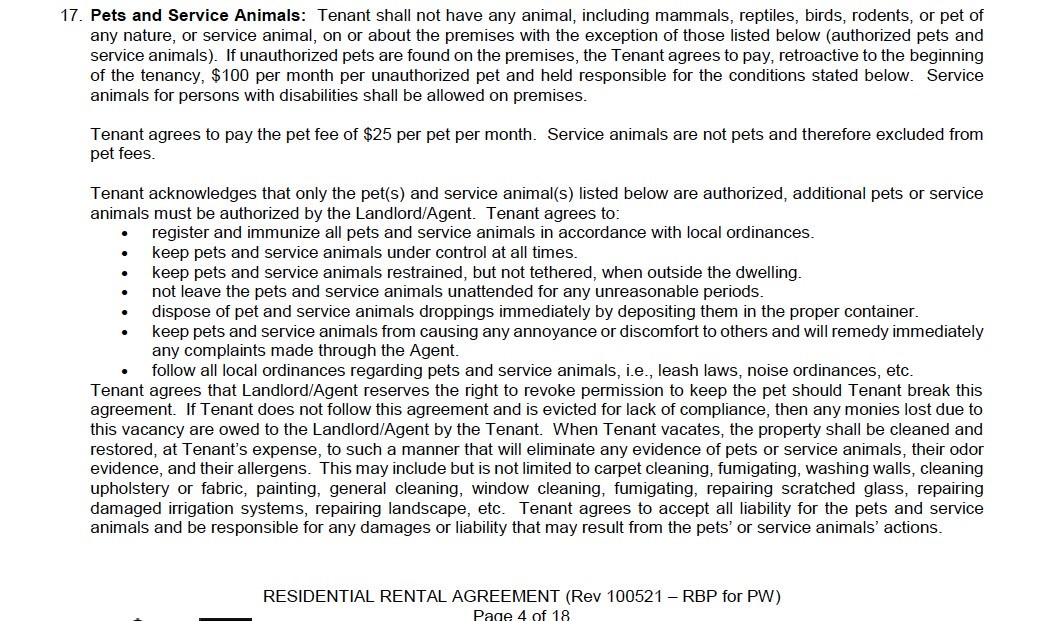 17. Pets and Service Animals: Tenant shall not have any animal, including mammals, reptiles, birds, rodents, or pet of
any nature, or service animal, on or about the premises with the exception of those listed below (authorized pets and
service animals). If unauthorized pets are found on the premises, the Tenant agrees to pay, retroactive to the beginning
of the tenancy, $100 per month per unauthorized pet and held responsible for the conditions stated below. Service
animals for persons with disabilities shall be allowed on premises.
Tenant agrees to pay the pet fee of $25 per pet per month. Service animals are not pets and therefore excluded from
pet fees.
Tenant acknowledges that only the pet(s) and service animal(s) listed below are authorized, additional pets or service
animals must be authorized by the Landlord/Agent. Tenant agrees to:
• register and immunize all pets and service animals in accordance with local ordinances.
• keep pets and service animals under control at all times.
• keep pets and service animals restrained, but not tethered, when outside the dwelling.
• not leave the pets and service animals unattended for any unreasonable periods.
• dispose of pet and service animals droppings immediately by depositing them in the proper container.
• keep pets and service animals from causing any annoyance or discomfort to others and will remedy immediately
any complaints made through the Agent.
• follow all local ordinances regarding pets and service animals, i.e., leash laws, noise ordinances, etc.
Tenant agrees that Landlord/Agent reserves the right to revoke permission to keep the pet should Tenant break this
agreement. If Tenant does not follow this agreement and is evicted for lack of compliance, then any monies lost due to
this vacancy are owed to the Landlord/Agent by the Tenant. When Tenant vacates, the property shall be cleaned and
restored, at Tenant's expense, to such a manner that will eliminate any evidence of pets or service animals, their odor
evidence, and their allergens. This may include but is not limited to carpet cleaning, fumigating, washing walls, cleaning
upholstery or fabric, painting, general cleaning, window cleaning, fumigating, repairing scratched glass, repairing
damaged irrigation systems, repairing landscape, etc. Tenant agrees to accept all liability for the pets and service
animals and be responsible for any damages or liability that may result from the pets' or service animals' actions.
RESIDENTIAL RENTAL AGREEMENT (Rev 100521 – RBP for PW)
Page 4 of 18